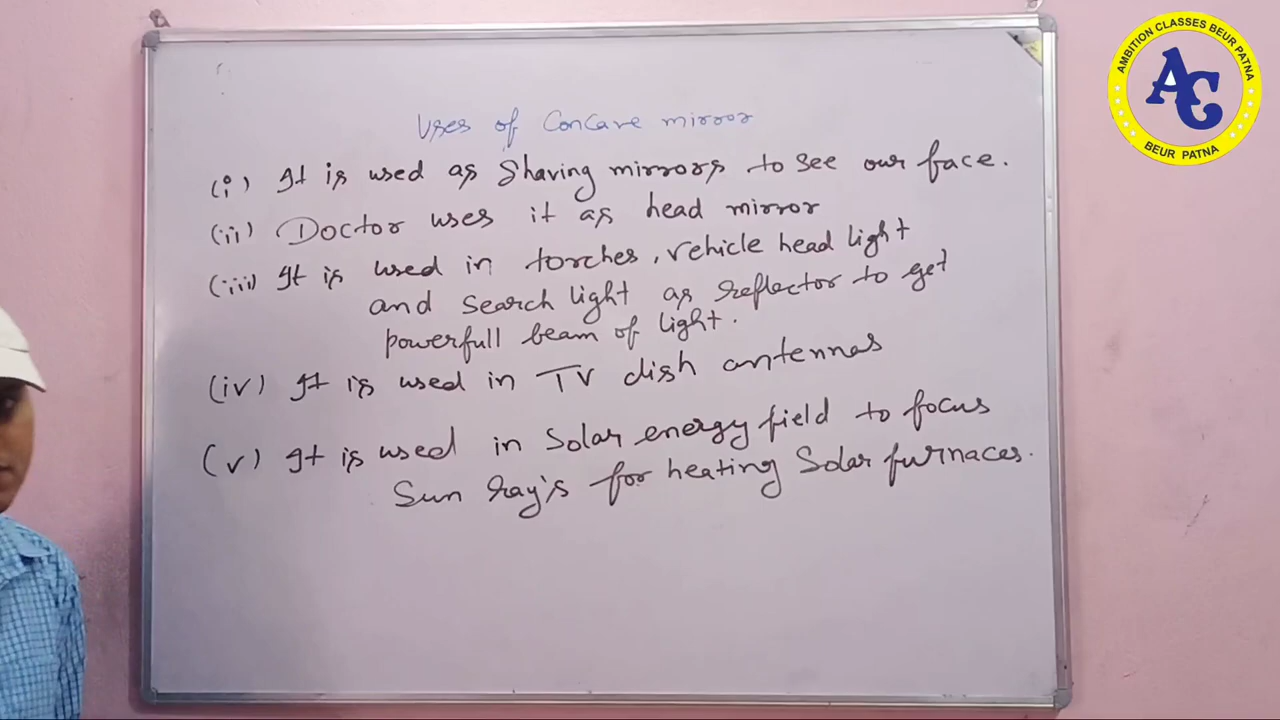 Uses of Concave mirror
(i) It is used as Shaving mirrors to see our face.
(ii) Doctor uses it as head mirror
(iii) It is used in torches, vehicle head light
and search light as reflector to get
powerfull beam of light.
(iv) It is used in TV dish antennas
(v) It is used in Solar energy field to focus
Sun Ray's for heating Solar furnaces.
AMBITION CLASSES BEUR PATNA
AC
BEUR PATNA